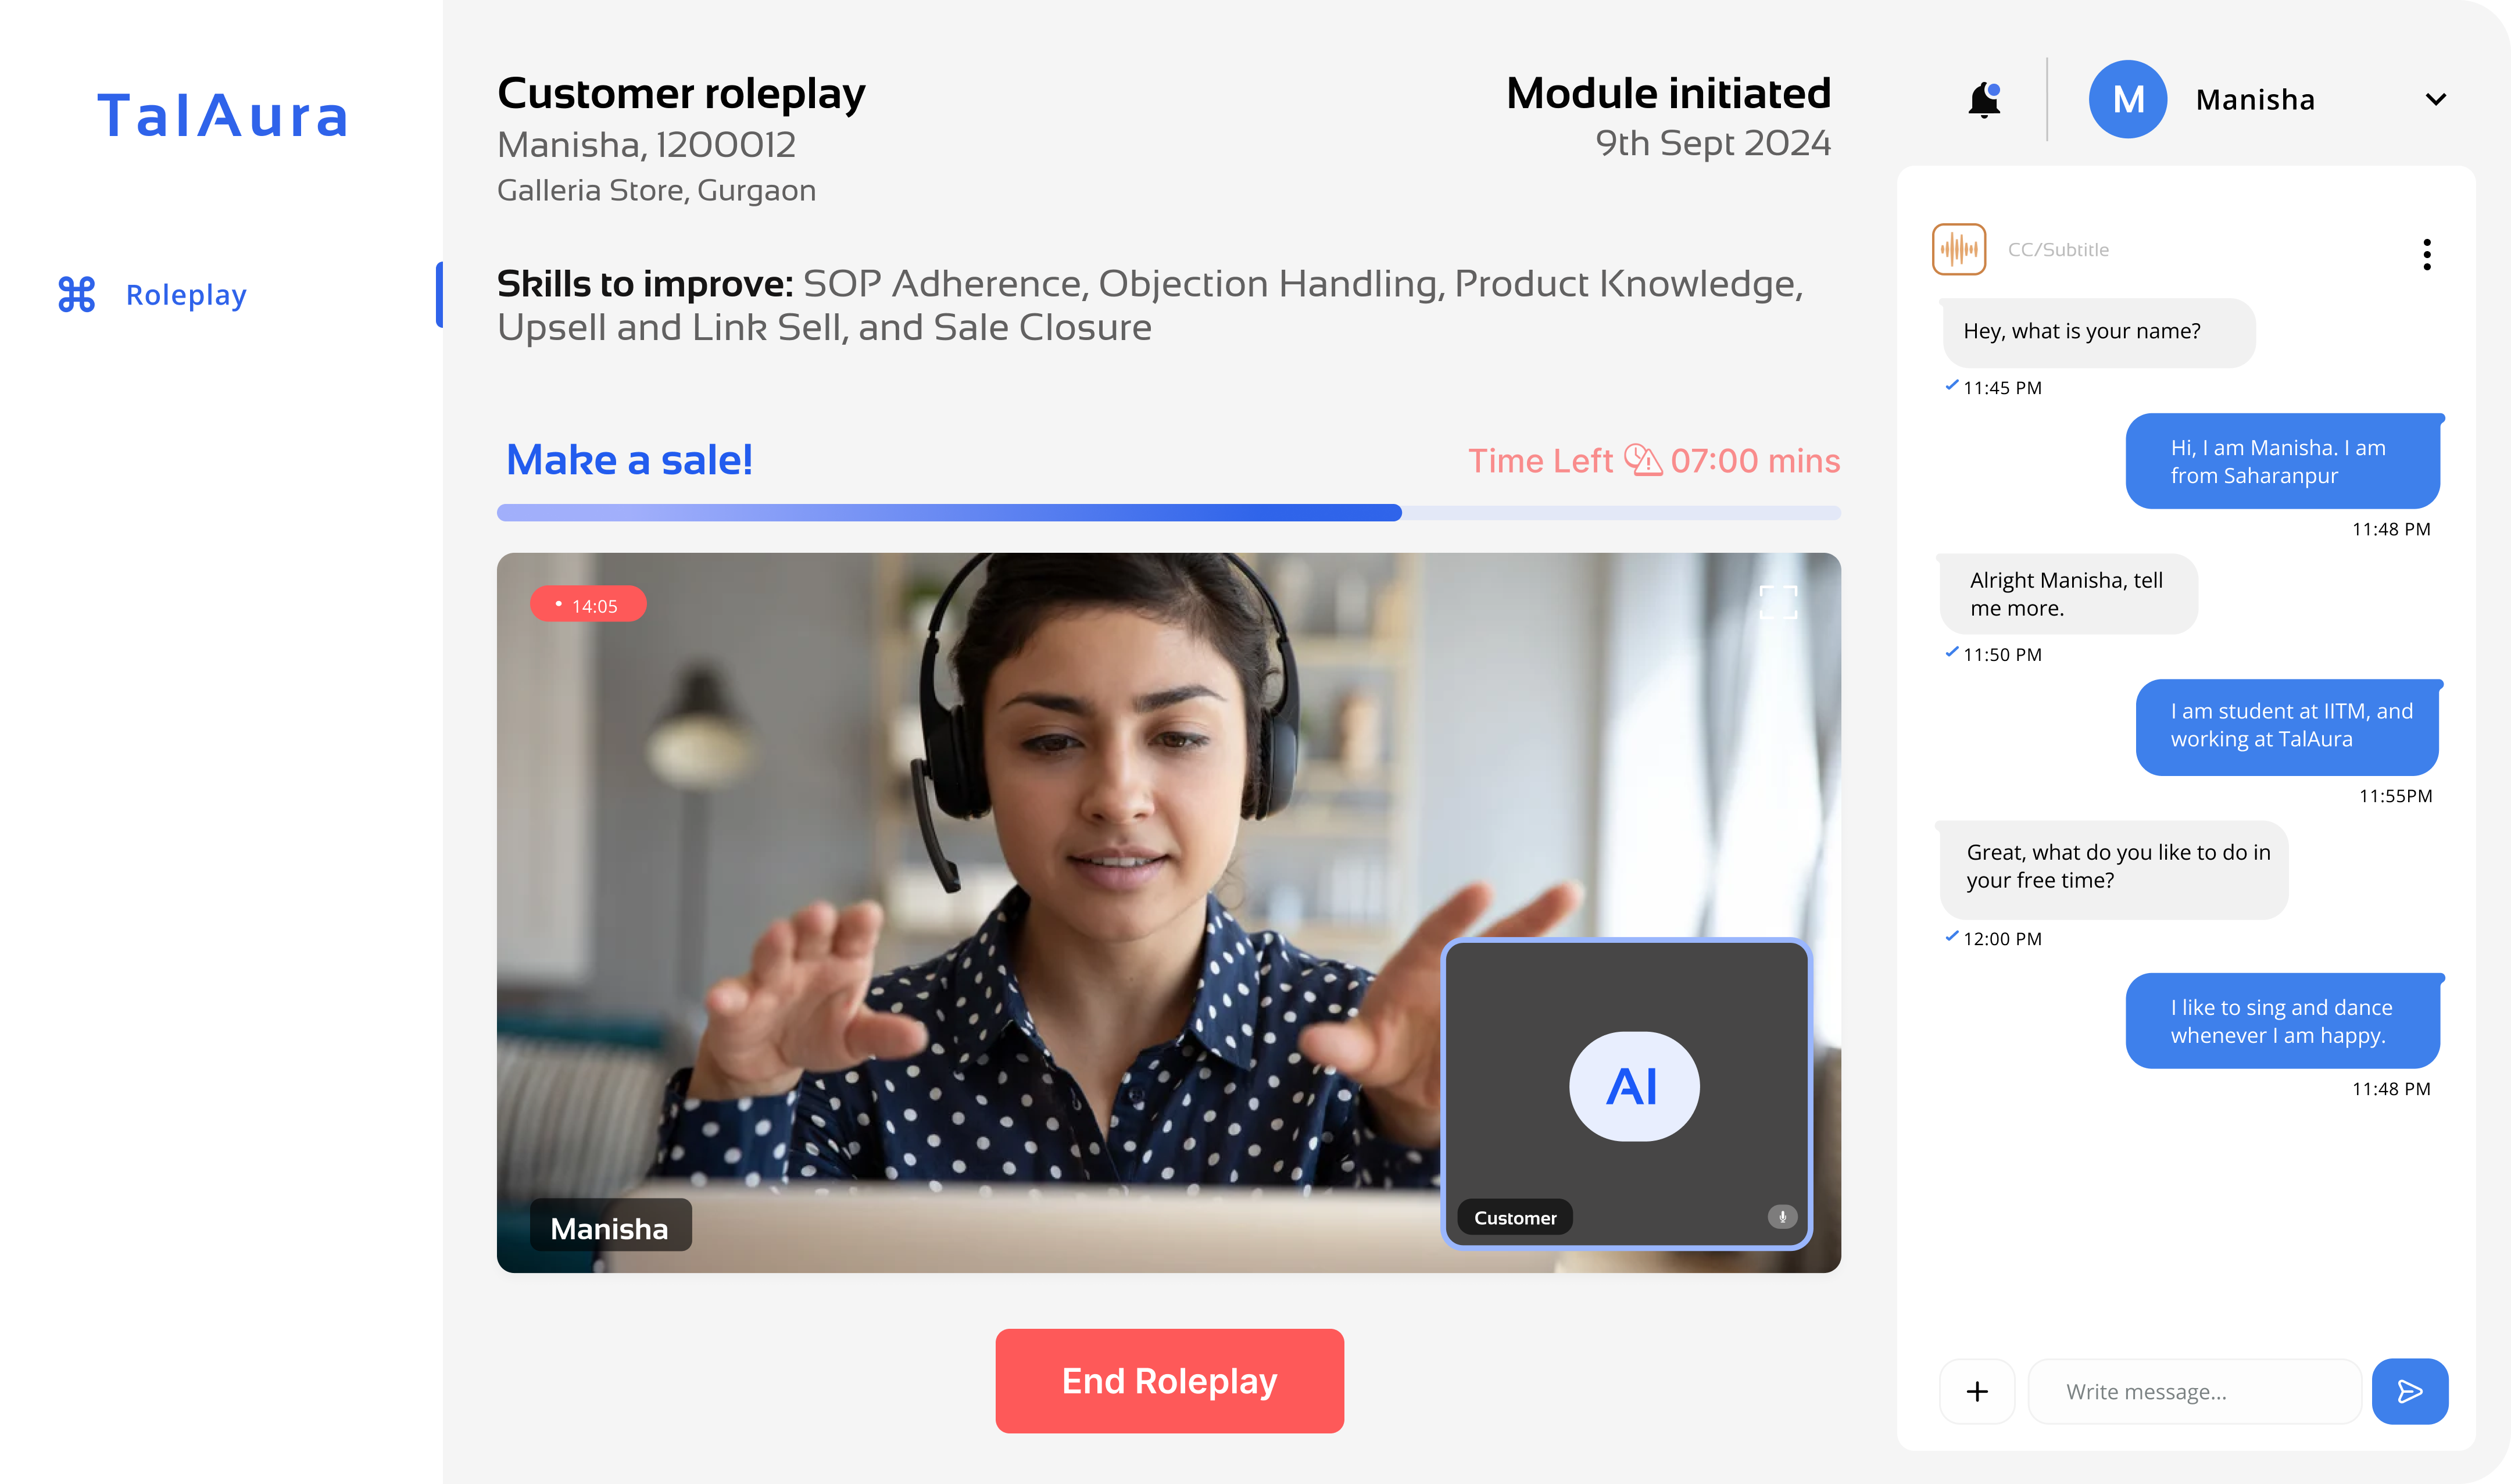 TalAura
Roleplay
Customer roleplay
Manisha, 1200012
Galleria Store, Gurgaon
Module initiated
9th Sept 2024
Skills to improve: SOP Adherence, Objection Handling, Product Knowledge,
Upsell and Link Sell, and Sale Closure
Make a sale!
Time Left 07:00 mins
14:05
Manisha
AI
Customer
End Roleplay
M
Manisha
CC/Subtitle
Hey, what is your name?
11:45 PM
Hi, I am Manisha. I am
from Saharanpur
11:48 PM
Alright Manisha, tell
me more.
11:50 PM
I am student at IITM, and
working at TalAura
11:55PM
Great, what do you like to do in
your free time?
12:00 PM
I like to sing and dance
whenever I am happy.
11:48 PM
Write message...